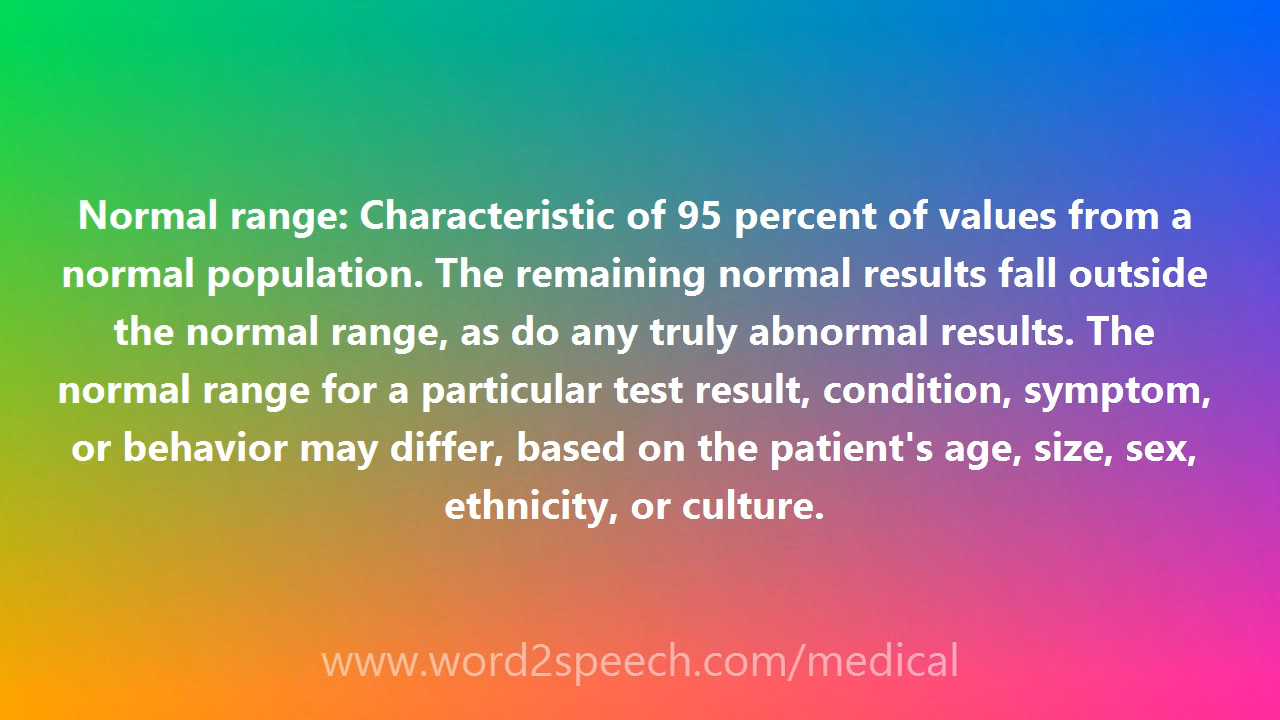 Normal range: Characteristic of 95 percent of values from a
normal population. The remaining normal results fall outside
the normal range, as do any truly abnormal results. The
normal range for a particular test result, condition, symptom,
or behavior may differ, based on the patient's age, size, sex,
ethnicity, or culture.
www.word2speech.com/medical